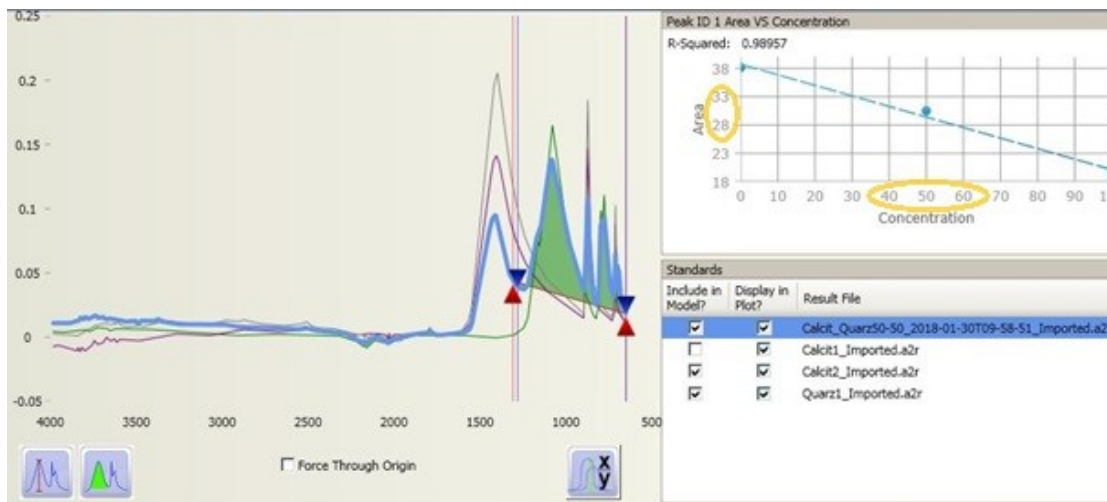 0.25
0.2
0.15
0.1
0.05
0
-0.05
4000 3500 3000 2500 2000 1500 1000 500
Force Through Origin
x
y
Peak ID 1 Area VS Concentration
R-Squared: 0.98957
Area
38
33
28
23
18
0 10 20 30 40 50 60 70 80 90
Concentration
Standards
Include in Model? Display in Plot? Result File
Calcit_Quarz50-50_2018-01-30T09-58-51_Imported.a2
Calcit1_Imported.a2r
Calcit2_Imported.a2r
Quarz1_Imported.a2r